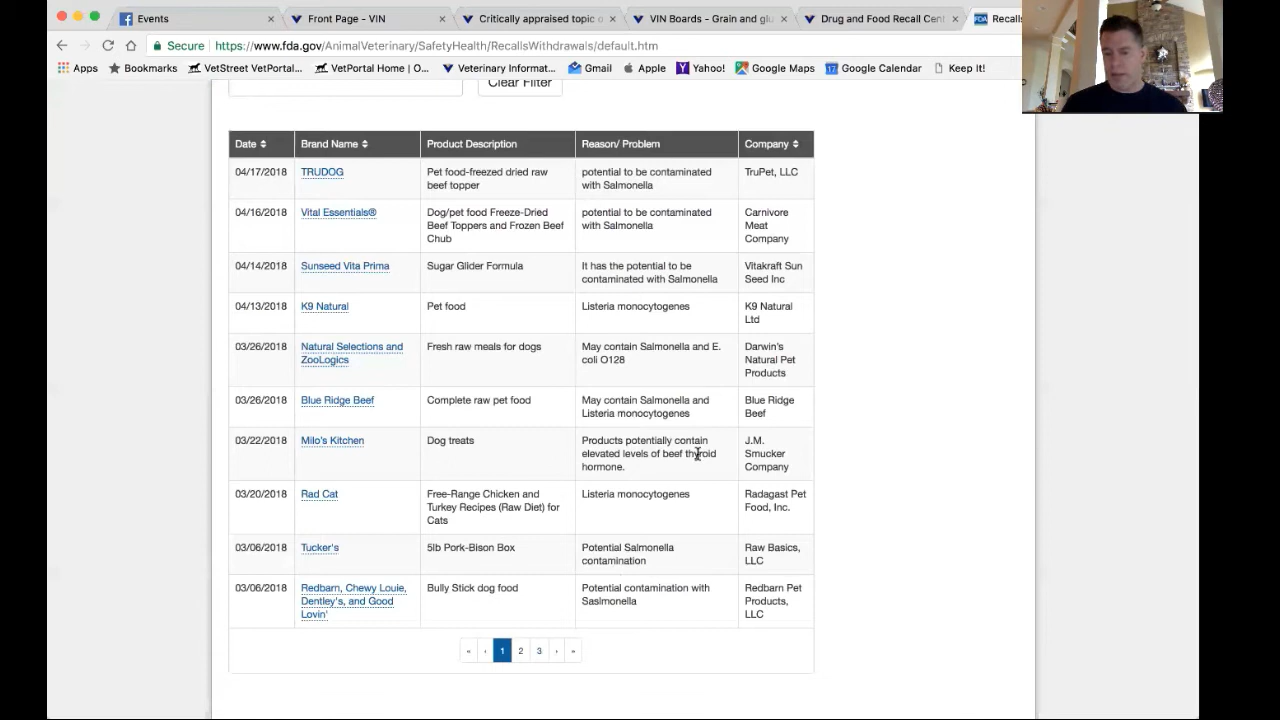 Events
Front Page - VIN
Critically appraised topic o
VIN Boards - Grain and glu
Drug and Food Recall Cent
Recalls
Secure https://www.fda.gov/AnimalVeterinary/SafetyHealth/RecallsWithdrawals/default.htm
Apps Bookmarks VetStreet VetPortal... VetPortal Home | O... Veterinary Informat... Gmail Apple Yahoo! Google Maps Google Calendar Keep It!
Clear Filter
Date Brand Name Product Description Reason/ Problem Company
04/17/2018
TRUDOG
Pet food-freezed dried raw
beef topper
potential to be contaminated
with Salmonella
TruPet, LLC
04/16/2018
Vital Essentials®
Dog/pet food Freeze-Dried
Beef Toppers and Frozen Beef
Chub
potential to be contaminated
with Salmonella
Carnivore
Meat
Company
04/14/2018
Sunseed Vita Prima
Sugar Glider Formula
It has the potential to be
contaminated with Salmonella
Vitakraft Sun
Seed Inc
04/13/2018
K9 Natural
Pet food
Listeria monocytogenes
K9 Natural
Ltd
03/26/2018
Natural Selections and
ZooLogics
Fresh raw meals for dogs
May contain Salmonella and E.
coli O128
Darwin's
Natural Pet
Products
03/26/2018
Blue Ridge Beef
Complete raw pet food
May contain Salmonella and
Listeria monocytogenes
Blue Ridge
Beef
03/22/2018
Milo's Kitchen
Dog treats
Products potentially contain
elevated levels of beef thyroid
hormone.
J.M.
Smucker
Company
03/20/2018
Rad Cat
Free-Range Chicken and
Turkey Recipes (Raw Diet) for
Cats
Listeria monocytogenes
Radagast Pet
Food, Inc.
03/06/2018
Tucker's
5lb Pork-Bison Box
Potential Salmonella
contamination
Raw Basics,
LLC
03/06/2018
Redbarn, Chewy Louie,
Dentley's, and Good
Lovin'
Bully Stick dog food
Potential contamination with
Saslmonella
Redbarn Pet
Products,
LLC
« ‹ 1 2 3 › »